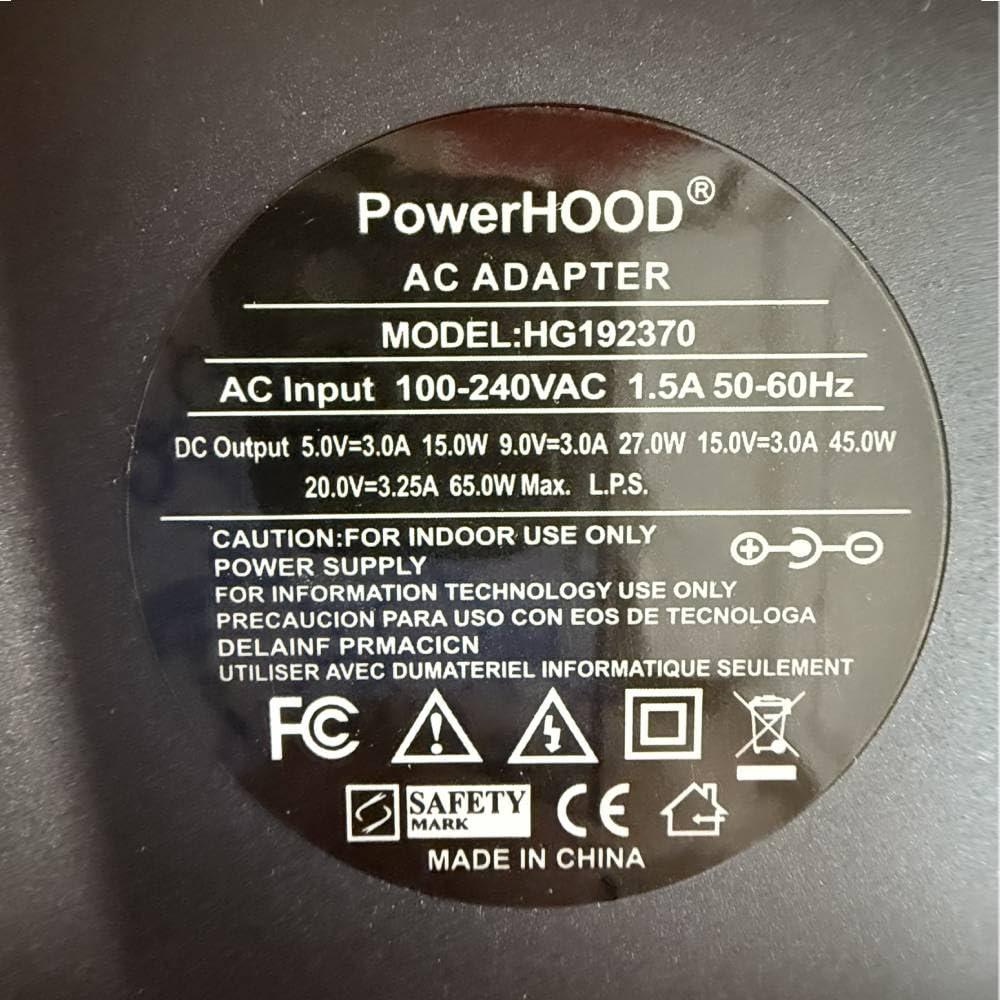 PowerHOOD®
AC ADAPTER
MODEL:HG192370
AC Input 100-240VAC 1.5A 50-60Hz
DC Output 5.0V=3.0A 15.0W 9.0V=3.0A 27.0W 15.0V=3.0A 45.0W
20.0V=3.25A 65.0W Max. L.P.S.
CAUTION:FOR INDOOR USE ONLY
POWER SUPPLY
FOR INFORMATION TECHNOLOGY USE ONLY
PRECAUCION PARA USO CON EOS DE TECNOLOGA
DELAINF PRMACICN
UTILISER AVEC DUMATERIEL INFORMATIQUE SEULEMENT
FC
SAFETY
MARK
CE
MADE IN CHINA